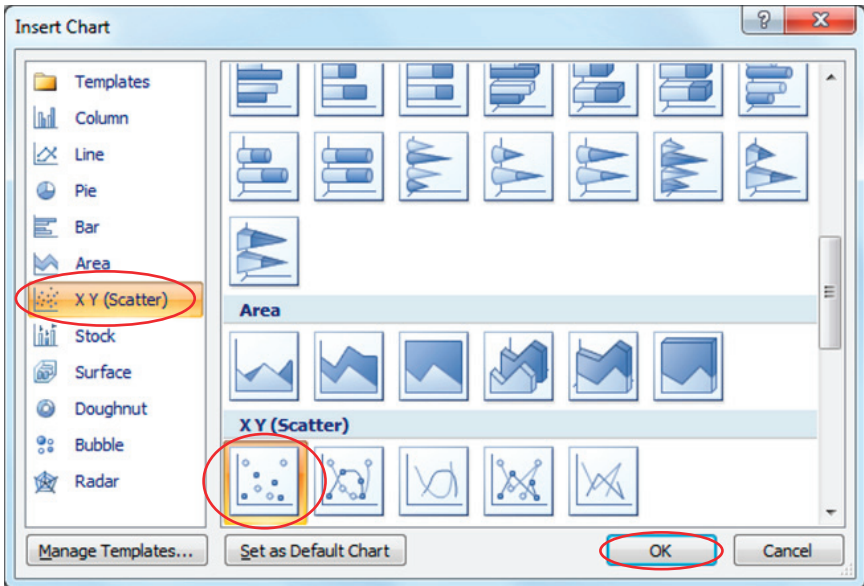 Insert Chart
?
Templates
Column
Line
Pie
Bar
Area
X Y (Scatter)
Stock
Surface
Doughnut
Bubble
Radar
Area
X Y (Scatter)
Manage Templates...
Set as Default Chart
OK
Cancel